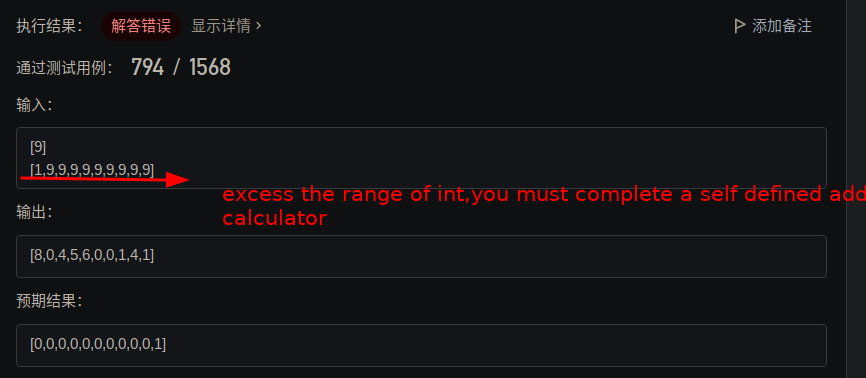 执行结果： 解答错误 显示详情 › 添加备注
通过测试用例： 794 / 1568
输入：
[9]
[1,9,9,9,9,9,9,9,9,9]
excess the range of int,you must complete a self defined add
calculator
输出：
[8,0,4,5,6,0,0,1,4,1]
预期结果：
[0,0,0,0,0,0,0,0,0,0,1]